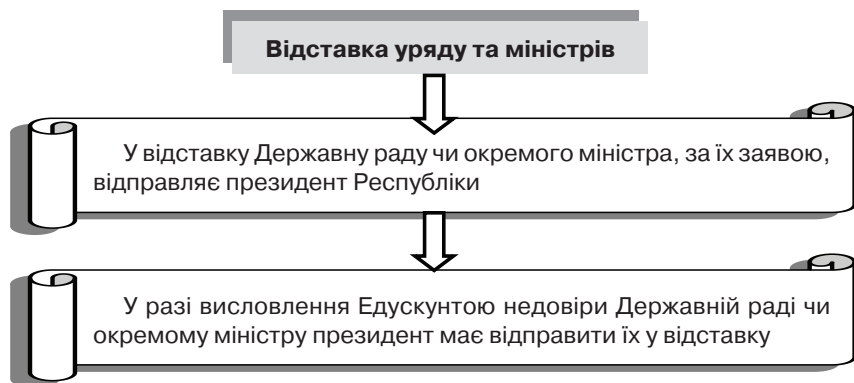 Відставка уряду та міністрів
У відставку Державну раду чи окремого міністра, за їх заявою,
відправляє президент Республіки
У разі висловлення Едускунтою недовіри Державній раді чи
окремому міністру президент має відправити їх у відставку